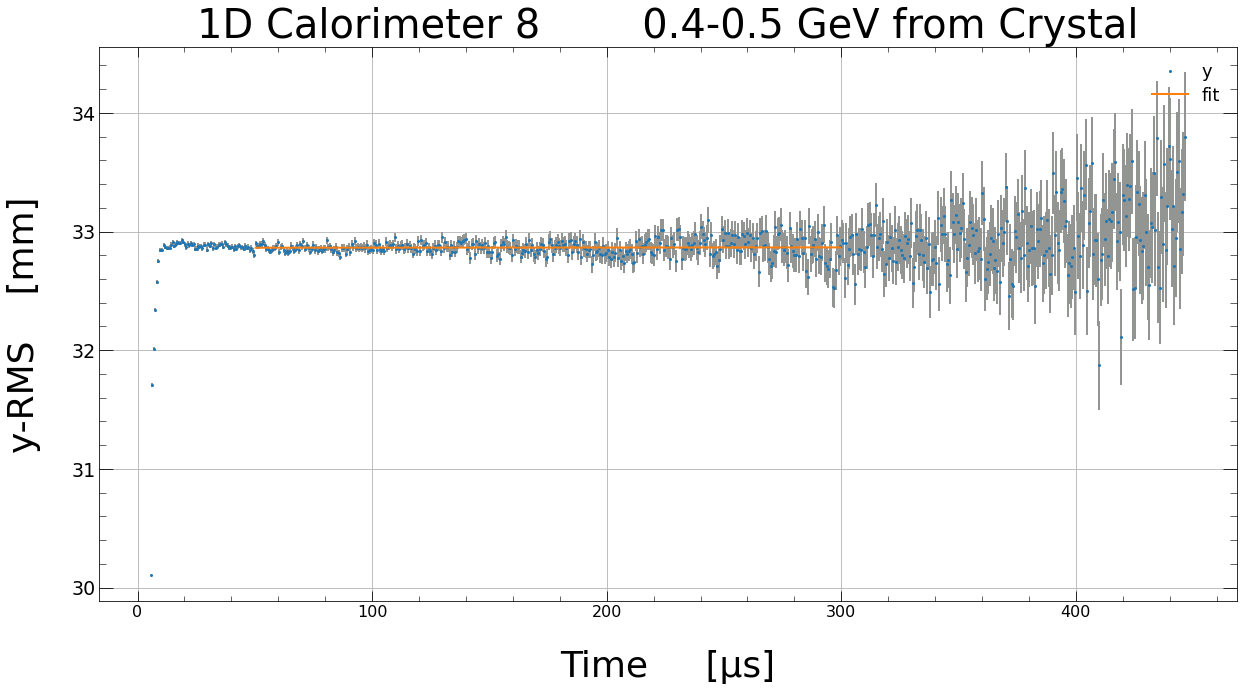 1D Calorimeter 8 0.4-0.5 GeV from Crystal
y
fit
34
33
32
31
30
y-RMS [mm]
0 100 200 300 400
Time [µs]